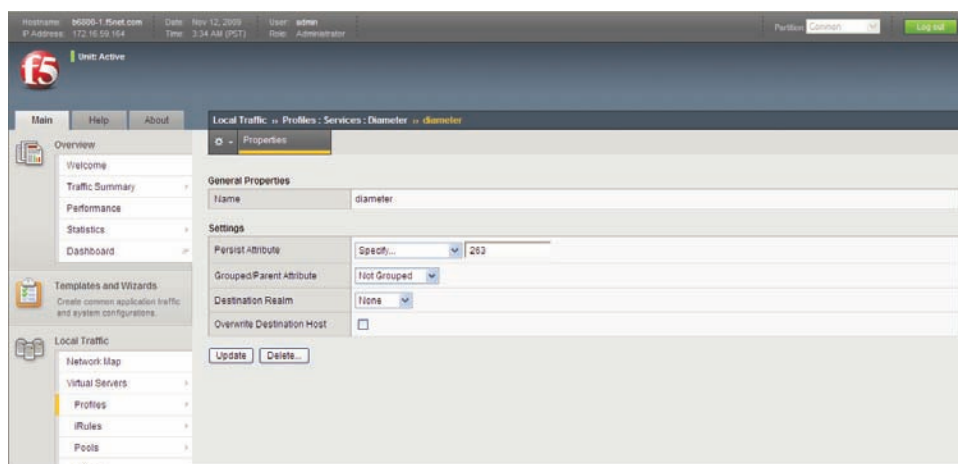 Hostname: b6800-1.f5net.com Date: Nov 12, 2009 User: admin
IP Address: 172.16.59.164 Time: 3:34 AM (PST) Role: Administrator
Partition: Common
Log out
f5
Unit: Active
Main Help About
Local Traffic » Profiles : Services : Diameter » diameter
Properties
Overview
Welcome
Traffic Summary
Performance
Statistics
Dashboard
Templates and Wizards
Create common application traffic
and system configurations.
Local Traffic
Network Map
Virtual Servers
Profiles
iRules
Pools
General Properties
Name diameter
Settings
Persist Attribute Specify... 263
Grouped/Parent Attribute Not Grouped
Destination Realm None
Overwrite Destination Host
Update Delete...